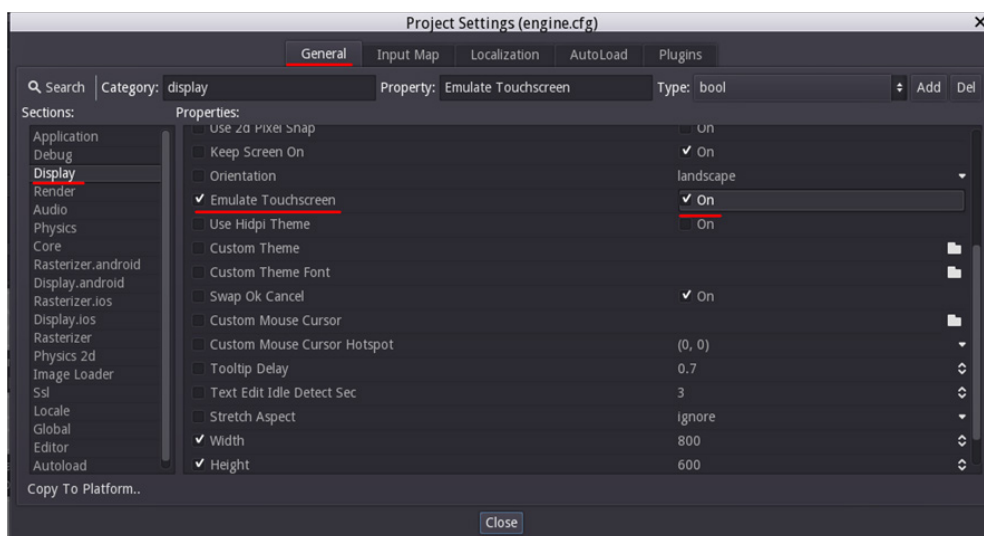 Project Settings (engine.cfg)
General Input Map Localization AutoLoad Plugins
Search Category: display Property: Emulate Touchscreen Type: bool Add Del
Sections: Properties:
Application
Debug
Display
Render
Audio
Physics
Core
Rasterizer.android
Display.android
Rasterizer.ios
Display.ios
Rasterizer
Physics 2d
Image Loader
Ssl
Locale
Global
Editor
Autoload
Use 2d Pixel Snap On
Keep Screen On On
Orientation landscape
Emulate Touchscreen On
Use Hidpi Theme On
Custom Theme
Custom Theme Font
Swap Ok Cancel On
Custom Mouse Cursor
Custom Mouse Cursor Hotspot (0, 0)
Tooltip Delay 0.7
Text Edit Idle Detect Sec 3
Stretch Aspect ignore
Width 800
Height 600
Copy To Platform..
Close